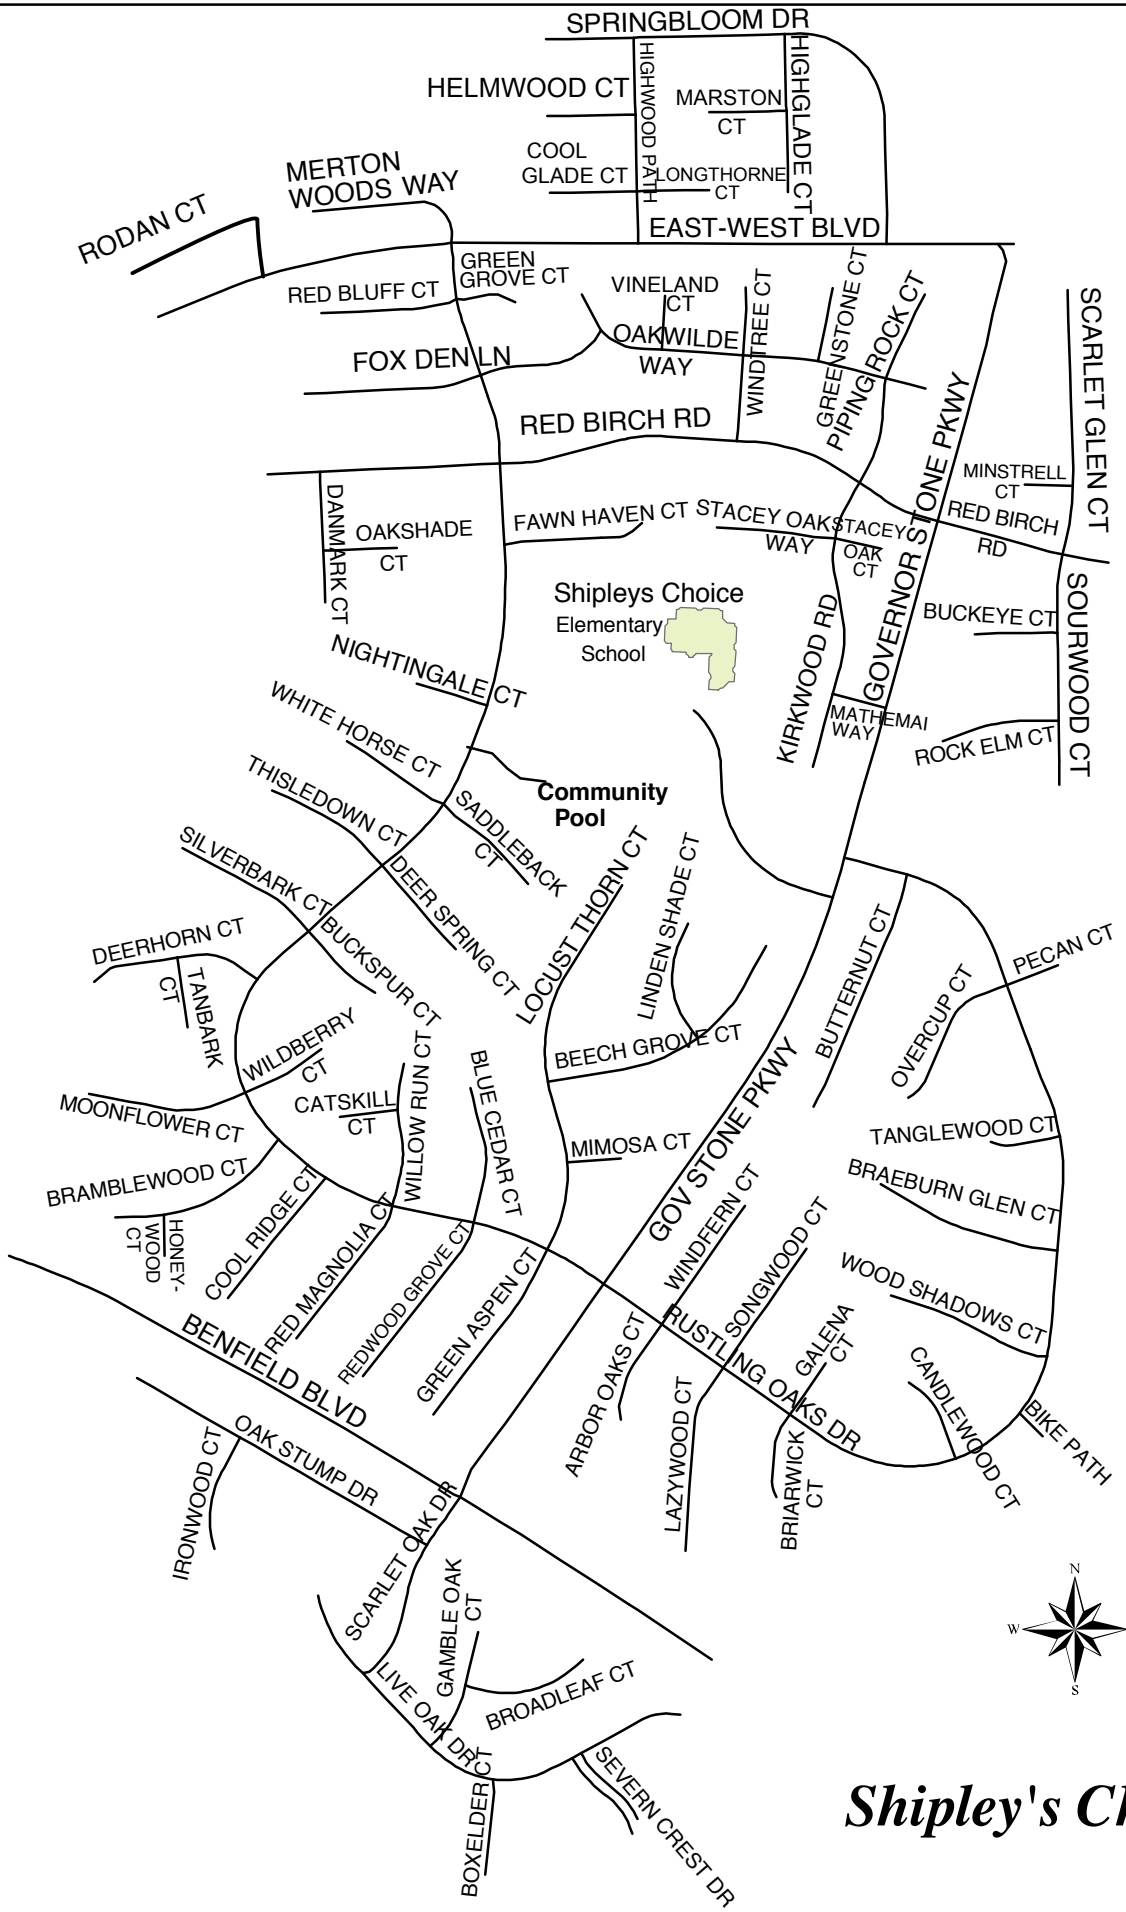 SPRINGBLOOM DR
HELMWOOD CT
HIGHWOOD PATH
MARSTON
CT
HIGHGLADE CT
COOL
GLADE CT
LONGTHORNE
CT
MERTON
WOODS WAY
RODAN CT
EAST-WEST BLVD
GREEN
GROVE CT
RED BLUFF CT
VINELAND
CT
WINDTREE CT
GREENSTONE CT
PIPING ROCK CT
SCARLET GLEN CT
OAKWILDE
WAY
FOX DEN LN
RED BIRCH RD
GOVERNOR STONE PKWY
MINSTRELL
CT
DANMARK CT
OAKSHADE
CT
FAWN HAVEN CT
STACEY OAK
WAY
STACEY
OAK
CT
RED BIRCH
RD
Shipleys Choice
Elementary
School
KIRKWOOD RD
BUCKEYE CT
SOURWOOD CT
NIGHTINGALE CT
MATHEMAI
WAY
ROCK ELM CT
WHITE HORSE CT
THISLEDOWN CT
SADDLEBACK
CT
Community
Pool
SILVERBARK CT
DEER SPRING CT
LOCUST THORN CT
LINDEN SHADE CT
DEERHORN CT
TANBARK
CT
BUCKSPUR CT
BUTTERNUT CT
PECAN CT
OVERCUP CT
WILDBERRY
CT
BEECH GROVE CT
MOONFLOWER CT
CATSKILL
CT
WILLOW RUN CT
BLUE CEDAR CT
MIMOSA CT
GOV STONE PKWY
TANGLEWOOD CT
BRAMBLEWOOD CT
BRAEBURN GLEN CT
HONEY-
WOOD
CT
COOL RIDGE CT
RED MAGNOLIA CT
REDWOOD GROVE CT
GREEN ASPEN CT
WINDFERN CT
SONGWOOD CT
WOOD SHADOWS CT
BENFIELD BLVD
ARBOR OAKS CT
RUSTLING OAKS DR
GALENA
CT
CANDLEWOOD CT
BIKE PATH
LAZYWOOD CT
BRIARWICK
CT
IRONWOOD CT
OAK STUMP DR
SCARLET OAK DR
GAMBLE OAK
CT
LIVE OAK DR
BROADLEAF CT
BOXELDER CT
SEVERN CREST DR
N
W
S
Shipley's Ch